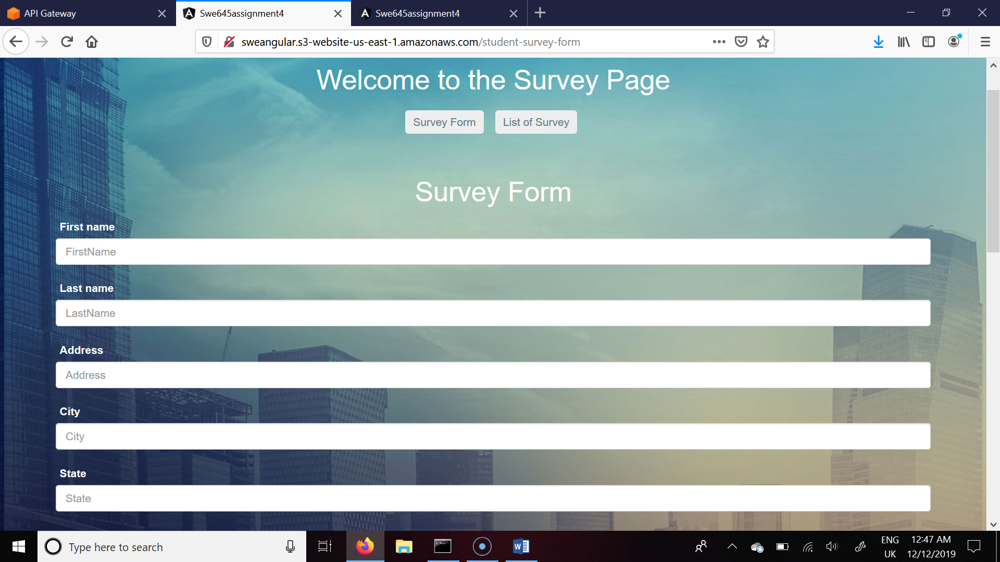 API Gateway
Swe645assignment4
Swe645assignment4
sweangular.s3-website-us-east-1.amazonaws.com/student-survey-form
Welcome to the Survey Page
Survey Form
List of Survey
Survey Form
First name
FirstName
Last name
LastName
Address
Address
City
City
State
State
Type here to search
ENG
UK
12:47 AM
12/12/2019